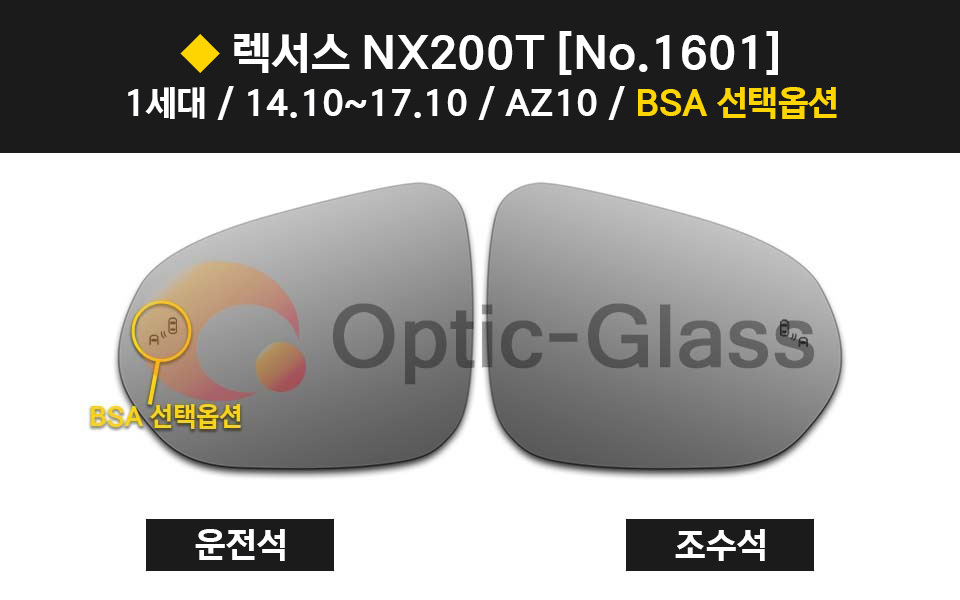 ◆ 렉서스 NX200T [No.1601]
1세대 / 14.10~17.10 / AZ10 / BSA 선택옵션
Optic-Glass
BSA 선택옵션
운전석
조수석